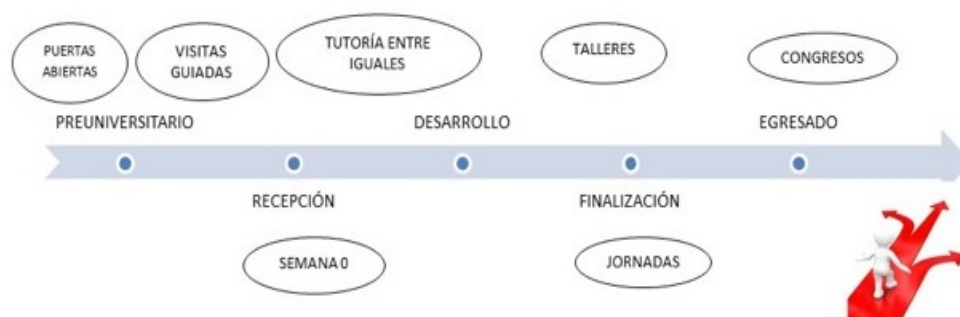 PUERTAS
ABIERTAS
VISITAS
GUIADAS
TUTORÍA ENTRE
IGUALES
TALLERES
CONGRESOS
PREUNIVERSITARIO
DESARROLLO
EGRESADO
RECEPCIÓN
FINALIZACIÓN
SEMANA 0
JORNADAS